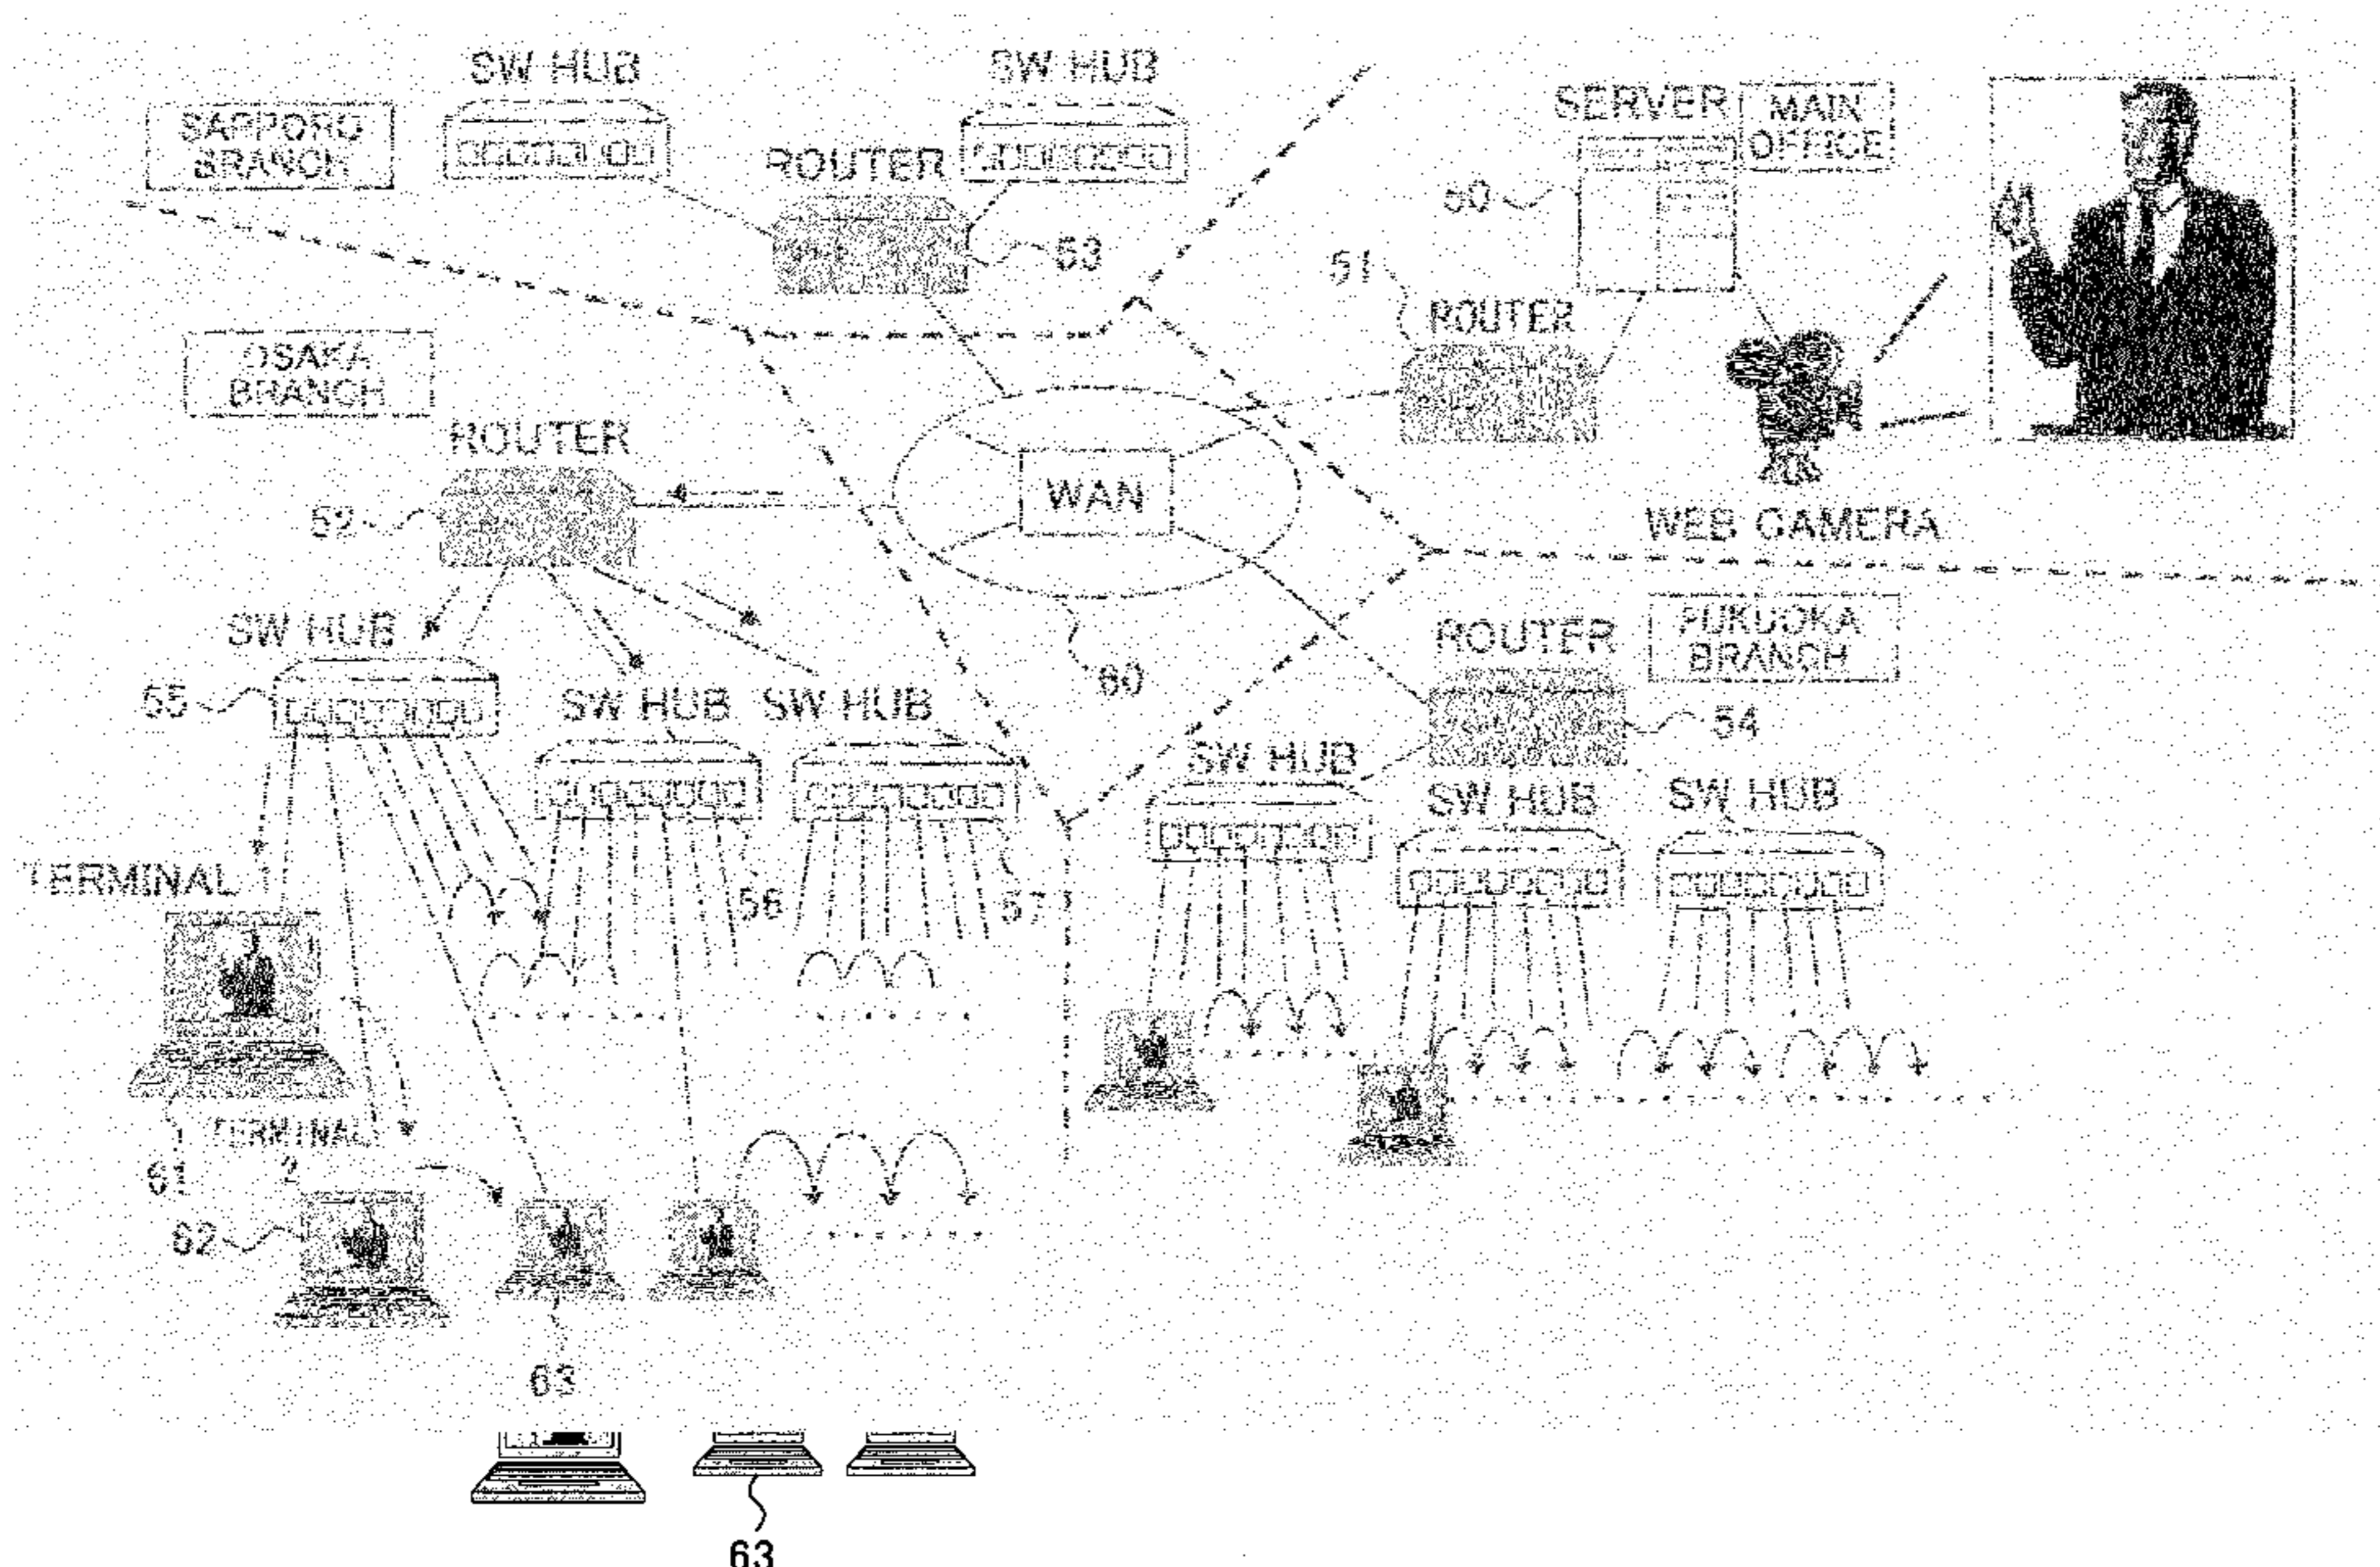 SW HUB
SW HUB
SAPPORO
BRANCH
ROUTER
53
SERVER
MAIN
OFFICE
50
51
ROUTER
WEB CAMERA
OSAKA
BRANCH
ROUTER
52
WAN
60
SW HUB
55
SW HUB
SW HUB
56
57
ROUTER
FUKUOKA
BRANCH
54
SW HUB
SW HUB
SW HUB
TERMINAL
1
61
TERMINAL
2
62
63
63